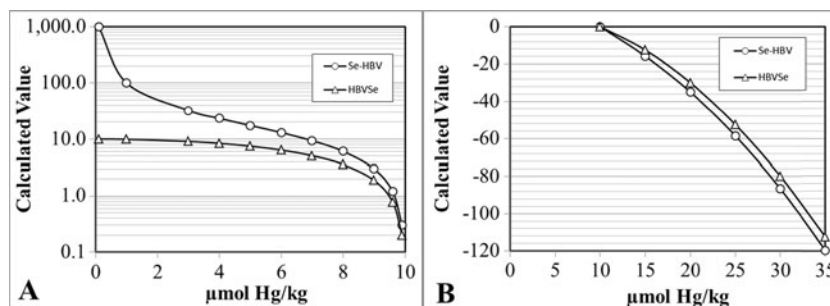 1,000.0
100.0
10.0
1.0
0.1
Calculated Value
Se-HBV
HBVSe
0 2 4 6 8 10
A
µmol Hg/kg
0
-20
-40
-60
-80
-100
-120
Calculated Value
Se-HBV
HBVSe
0 0 5 10 15 20 25 30 35
B
µmol Hg/kg